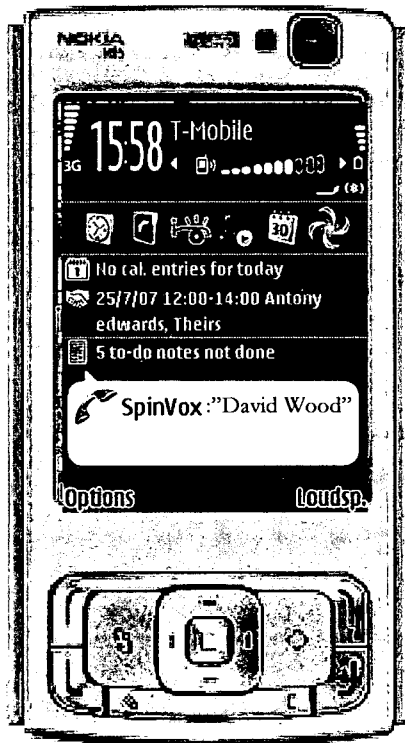 NOKIA
15:58 T-Mobile
3G
30
No cal. entries for today
25/7/07 12:00-14:00 Antony
edwards, Theirs
5 to-do notes not done
SpinVox:"David Wood"
Options Loudsp.